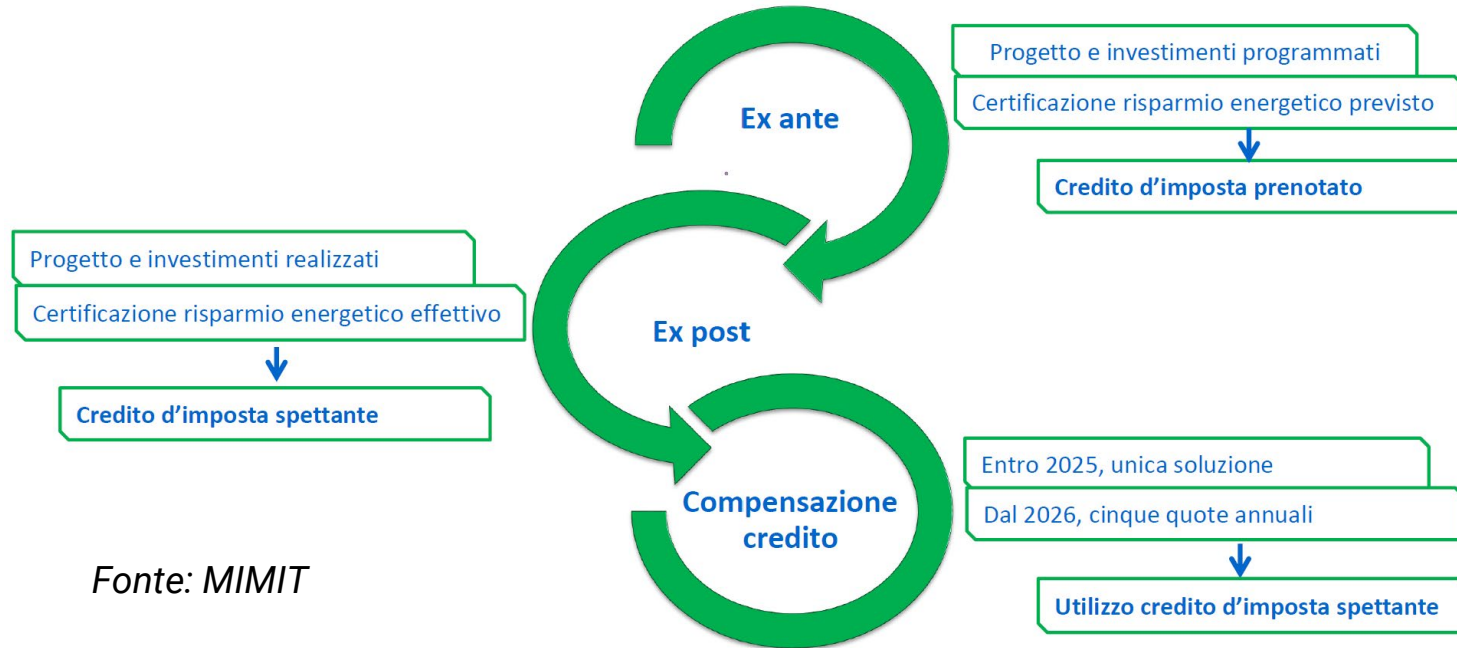 Ex ante
Progetto e investimenti programmati
Certificazione risparmio energetico previsto
Credito d’imposta prenotato
Progetto e investimenti realizzati
Certificazione risparmio energetico effettivo
Credito d’imposta spettante
Ex post
Compensazione
credito
Entro 2025, unica soluzione
Dal 2026, cinque quote annuali
Utilizzo credito d’imposta spettante
Fonte: MIMIT